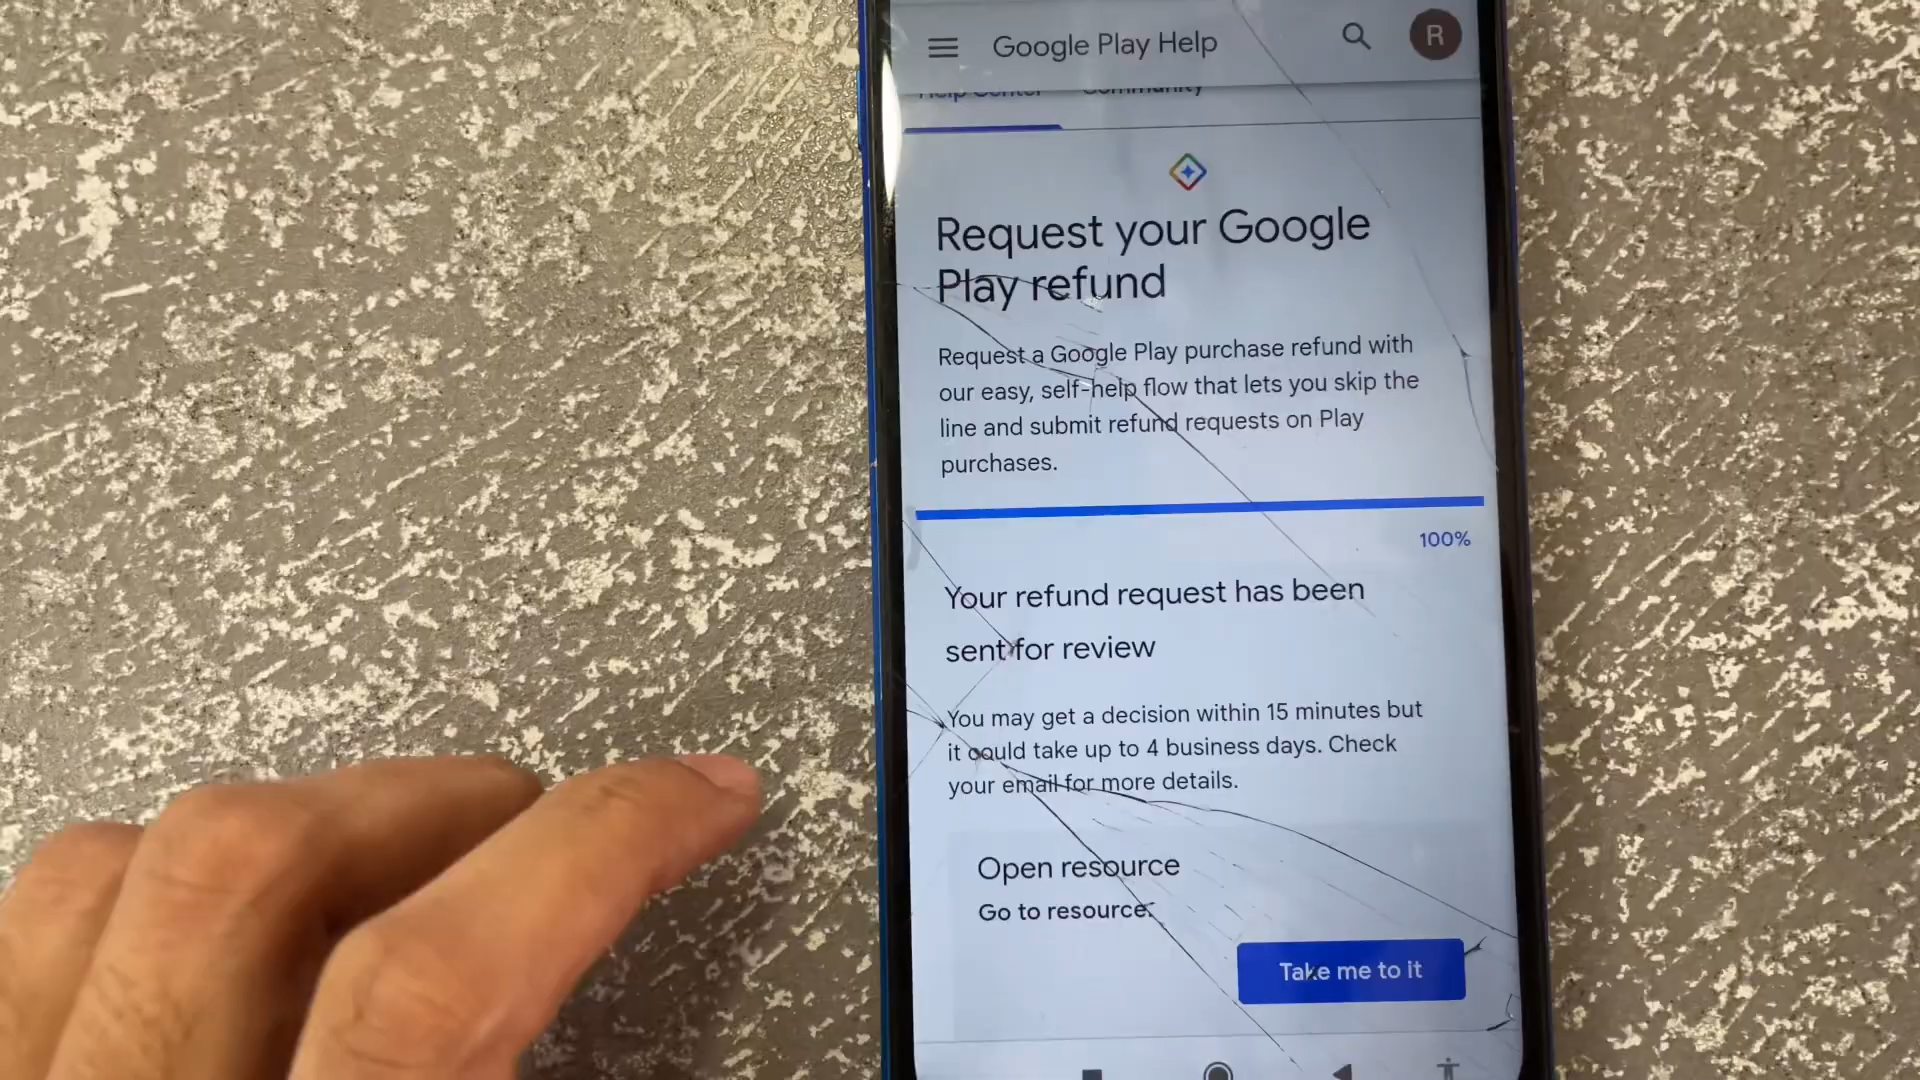 Google Play Help
R
Help Center Community
Request your Google
Play refund
Request a Google Play purchase refund with
our easy, self-help flow that lets you skip the
line and submit refund requests on Play
purchases.
100%
Your refund request has been
sent for review
You may get a decision within 15 minutes but
it could take up to 4 business days. Check
your email for more details.
Open resource
Go to resource.
Take me to it